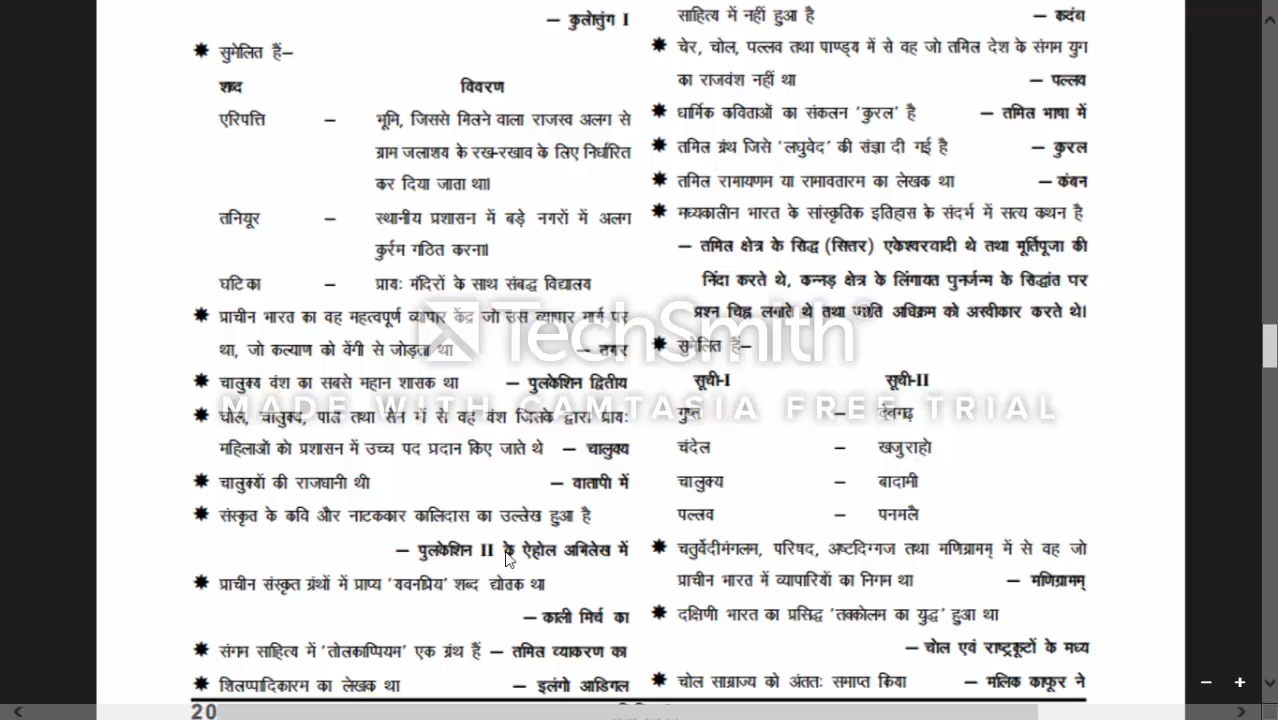 – कुलोत्तुंग I
✷ सुमेलित हैं–
शब्द विवरण
एरिपत्ति – भूमि, जिससे मिलने वाला राजस्व अलग से
ग्राम जलाशय के रख-रखाव के लिए निर्धारित
कर दिया जाता था।
तनियूर – स्थानीय प्रशासन में बड़े नगरों में अलग
कुर्रम गठित करना।
घटिका – प्रायः मंदिरों के साथ संबद्ध विद्यालय
✷ प्राचीन भारत का वह महत्वपूर्ण व्यापार केंद्र जो उस व्यापार मार्ग पर
था, जो कल्याण को वेंगी से जोड़ता था – तगर
✷ चालुक्य वंश का सबसे महान शासक था – पुलकेशिन द्वितीय
✷ चोल, चालुक्य, पाल तथा सेन में से वह वंश जिसके द्वारा प्रायः
महिलाओं को प्रशासन में उच्च पद प्रदान किए जाते थे – चालुक्य
✷ चालुक्यों की राजधानी थी – वातापी में
✷ संस्कृत के कवि और नाटककार कालिदास का उल्लेख हुआ है
– पुलकेशिन II के ऐहोल अभिलेख में
✷ प्राचीन संस्कृत ग्रंथों में प्राप्य ‘यवनप्रिय’ शब्द द्योतक था
– काली मिर्च का
✷ संगम साहित्य में ‘तोलकाप्पियम’ एक ग्रंथ हैं – तमिल व्याकरण का
✷ शिलप्पादिकारम का लेखक था – इलंगो आडिगल
20
साहित्य में नहीं हुआ है – कदंब
✷ चेर, चोल, पल्लव तथा पाण्ड्य में से वह जो तमिल देश के संगम युग
का राजवंश नहीं था – पल्लव
✷ धार्मिक कविताओं का संकलन ‘कुरल’ है – तमिल भाषा में
✷ तमिल ग्रंथ जिसे ‘लघुवेद’ की संज्ञा दी गई है – कुरल
✷ तमिल रामायणम या रामावतारम का लेखक था – कंबन
✷ मध्यकालीन भारत के सांस्कृतिक इतिहास के संदर्भ में सत्य कथन है
– तमिल क्षेत्र के सिद्ध (सित्तर) एकेश्वरवादी थे तथा मूर्तिपूजा की
निंदा करते थे, कन्नड़ क्षेत्र के लिंगायत पुनर्जन्म के सिद्धांत पर
प्रश्न चिह्न लगाते थे तथा जाति अधिक्रम को अस्वीकार करते थे।
✷ सुमेलित हैं–
सूची-I सूची-II
गुप्त – देवगढ़
चंदेल – खजुराहो
चालुक्य – बादामी
पल्लव – पनमलै
✷ चतुर्वेदीमंगलम, परिषद, अष्टदिग्गज तथा मणिग्रामम् में से वह जो
प्राचीन भारत में व्यापारियों का निगम था – मणिग्रामम्
✷ दक्षिणी भारत का प्रसिद्ध ‘तक्कोलम का युद्ध’ हुआ था
– चोल एवं राष्ट्रकूटों के मध्य
✷ चोल साम्राज्य को अंततः समाप्त किया – मलिक काफूर ने
TechSmith
MADE WITH CAMTASIA FREE TRIAL